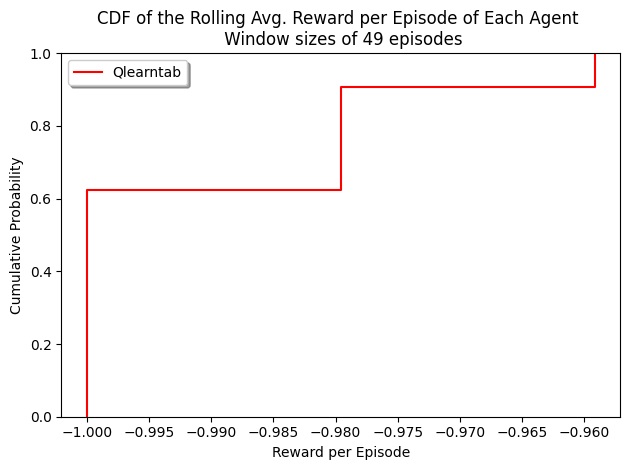 CDF of the Rolling Avg. Reward per Episode of Each Agent
Window sizes of 49 episodes
Qlearntab
Cumulative Probability
1.0
0.8
0.6
0.4
0.2
0.0
−1.000 −0.995 −0.990 −0.985 −0.980 −0.975 −0.970 −0.965 −0.960
Reward per Episode